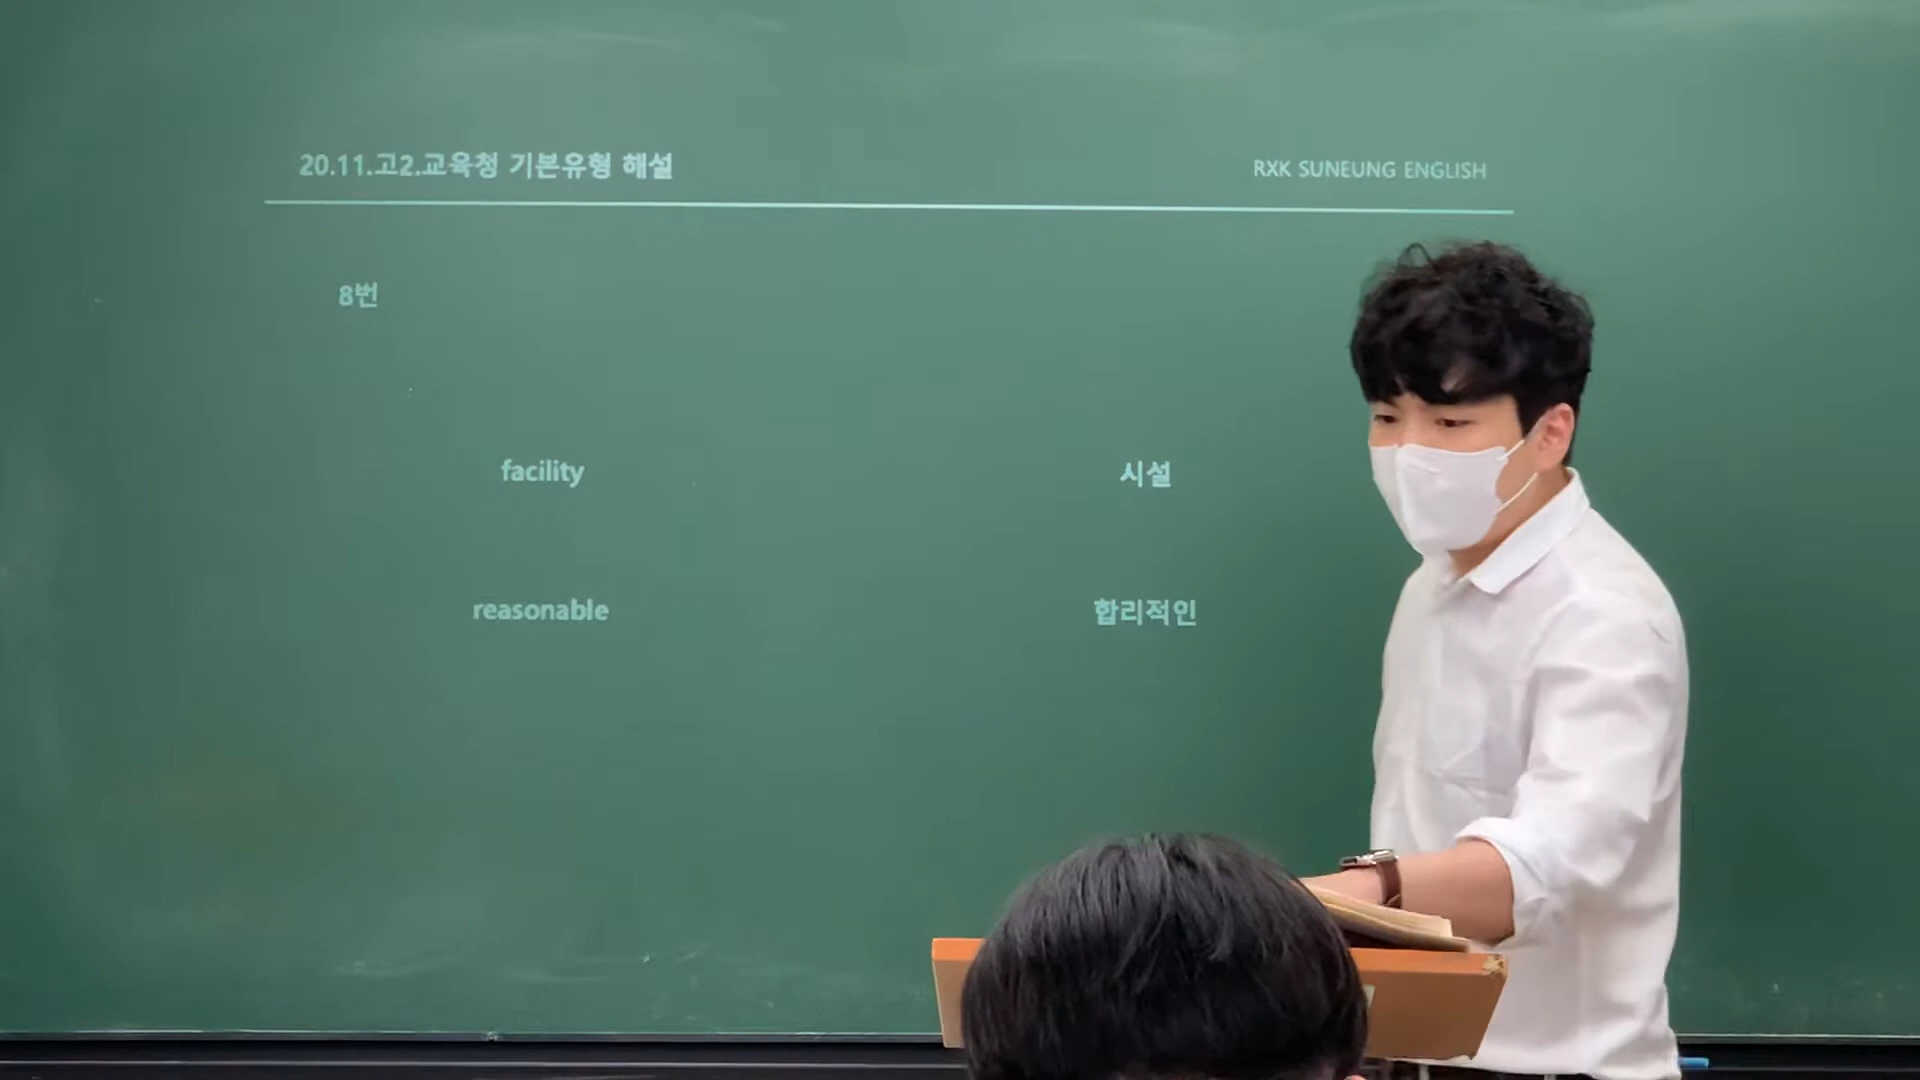 20.11.고2.교육청 기본유형 해설
RXK SUNEUNG ENGLISH
8번
facility 시설
reasonable 합리적인